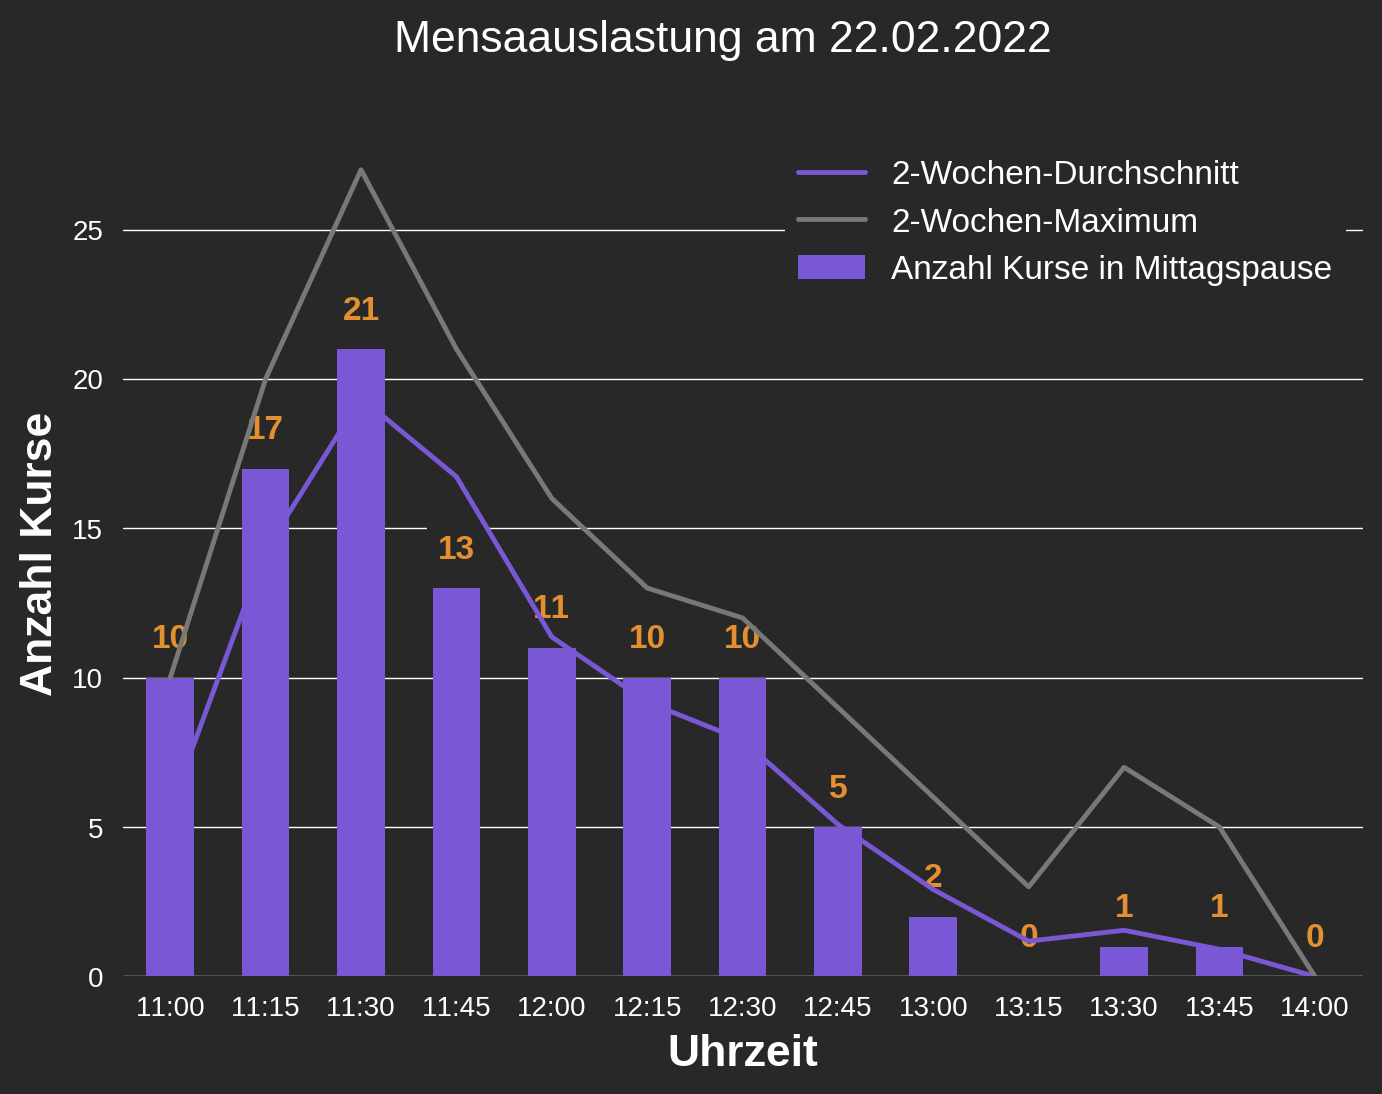 Mensaauslastung am 22.02.2022
2-Wochen-Durchschnitt
2-Wochen-Maximum
Anzahl Kurse in Mittagspause
Anzahl Kurse
25
20
15
10
5
0
10
17
21
13
11
10
10
5
2
0
1
1
0
11:00 11:15 11:30 11:45 12:00 12:15 12:30 12:45 13:00 13:15 13:30 13:45 14:00
Uhrzeit